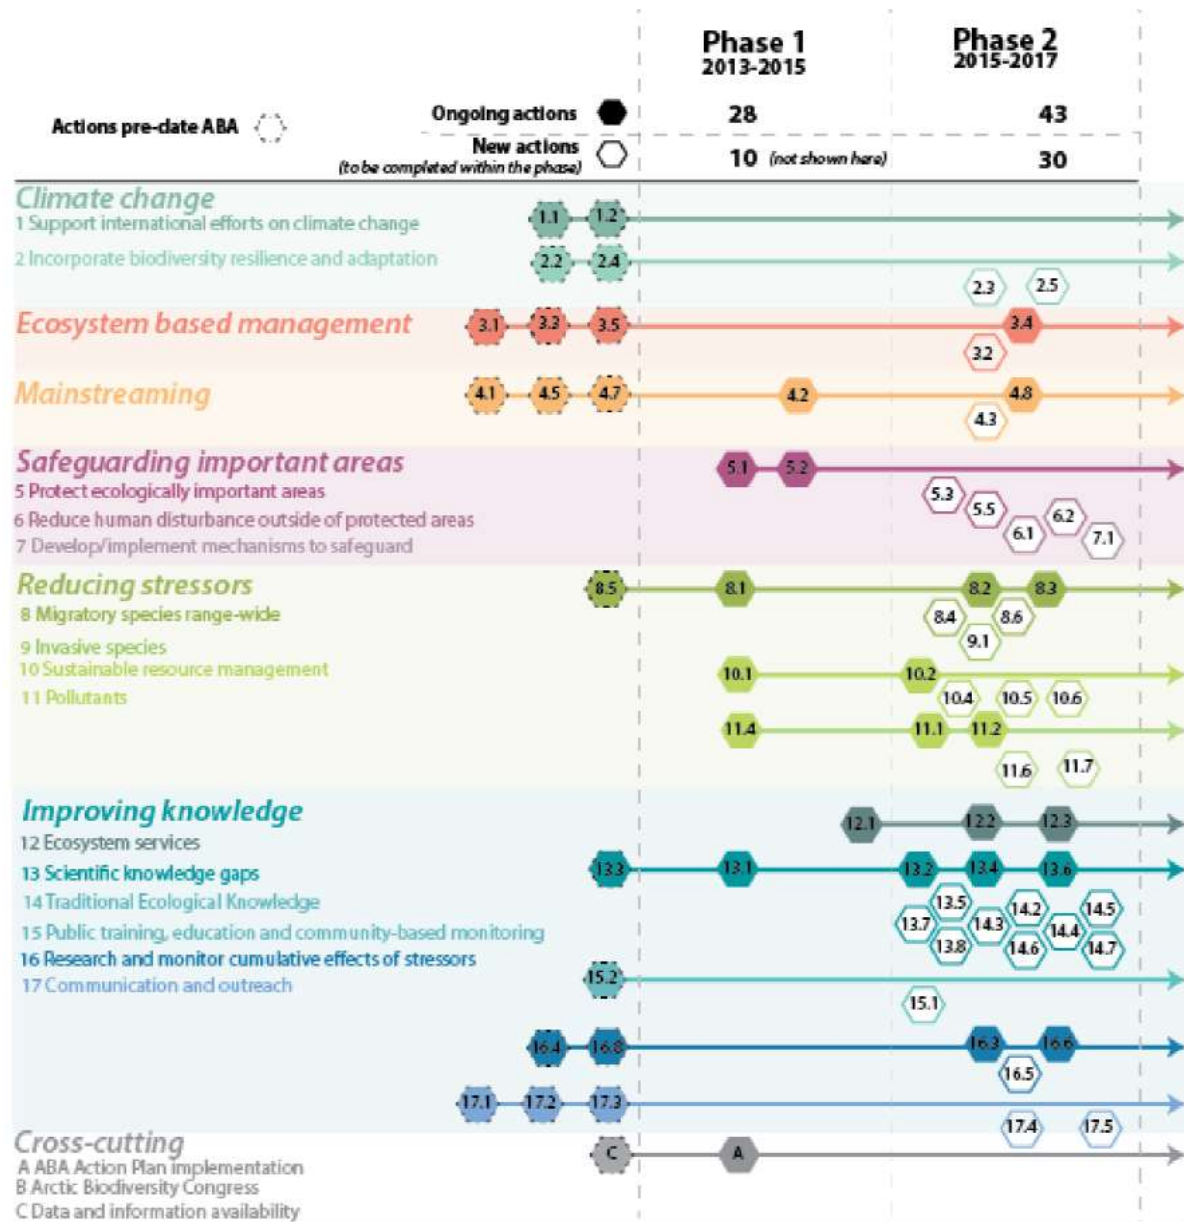 Phase 1
2013-2015
Phase 2
2015-2017
Actions pre-date ABA
Ongoing actions
28
43
New actions
(to be completed within the phase)
10 (not shown here)
30
Climate change
1 Support international efforts on climate change
1.1
1.2
2 Incorporate biodiversity resilience and adaptation
2.2
2.4
2.3
2.5
Ecosystem based management
3.1
3.3
3.5
3.4
3.2
Mainstreaming
4.1
4.5
4.7
4.2
4.8
4.3
Safeguarding important areas
5.1
5.2
5 Protect ecologically important areas
5.3
5.5
6.1
6.2
7.1
6 Reduce human disturbance outside of protected areas
7 Develop/implement mechanisms to safeguard
Reducing stressors
8.5
8.1
8.2
8.3
8 Migratory species range-wide
8.4
8.6
9.1
9 Invasive species
10 Sustainable resource management
10.1
10.2
10.4
10.5
10.6
11 Pollutants
11.4
11.1
11.2
11.6
11.7
Improving knowledge
12.1
12.2
12.3
12 Ecosystem services
13 Scientific knowledge gaps
13.3
13.1
13.2
13.4
13.6
14 Traditional Ecological Knowledge
13.7
13.5
13.8
14.3
14.2
14.6
14.4
14.5
14.7
15 Public training, education and community-based monitoring
16 Research and monitor cumulative effects of stressors
15.2
15.1
17 Communication and outreach
16.4
16.8
16.3
16.6
16.5
17.1
17.2
17.3
17.4
17.5
Cross-cutting
C
A
A ABA Action Plan implementation
B Arctic Biodiversity Congress
C Data and information availability